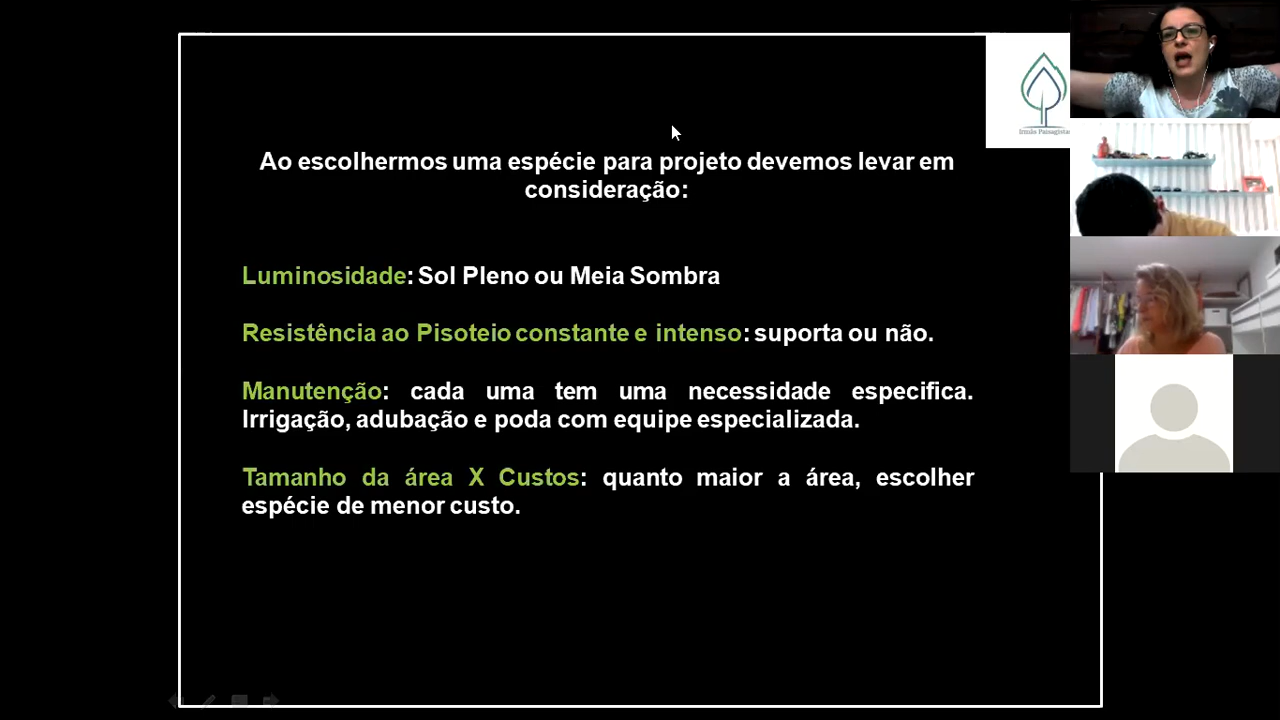 Ao escolhermos uma espécie para projeto devemos levar em
consideração:
Luminosidade: Sol Pleno ou Meia Sombra
Resistência ao Pisoteio constante e intenso: suporta ou não.
Manutenção: cada uma tem uma necessidade especifica.
Irrigação, adubação e poda com equipe especializada.
Tamanho da área X Custos: quanto maior a área, escolher
espécie de menor custo.
Irmãs Paisagistas